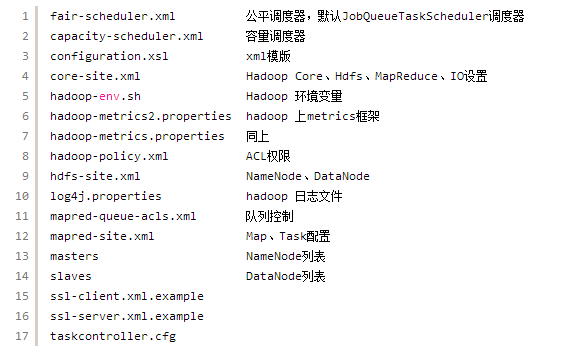 1 fair-scheduler.xml 公平调度器，默认JobQueueTaskScheduler调度器
2 capacity-scheduler.xml 容量调度器
3 configuration.xsl xml模版
4 core-site.xml Hadoop Core、Hdfs、MapReduce、IO设置
5 hadoop-env.sh Hadoop 环境变量
6 hadoop-metrics2.properties hadoop 上metrics框架
7 hadoop-metrics.properties 同上
8 hadoop-policy.xml ACL权限
9 hdfs-site.xml NameNode、DataNode
10 log4j.properties hadoop 日志文件
11 mapred-queue-acls.xml 队列控制
12 mapred-site.xml Map、Task配置
13 masters NameNode列表
14 slaves DataNode列表
15 ssl-client.xml.example
16 ssl-server.xml.example
17 taskcontroller.cfg